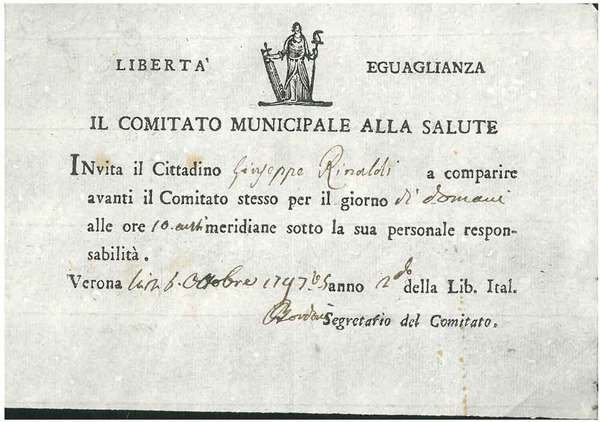 LIBERTA' EGUAGLIANZA
IL COMITATO MUNICIPALE ALLA SALUTE
INvita il Cittadino Giuseppe Rinaldi a comparire
avanti il Comitato stesso per il giorno di domani
alle ore 10. anti meridiane sotto la sua personale respon-
sabilità.
Verona 6. Ottobre 1797 anno 2do della Lib. Ital.
Segretario del Comitato.